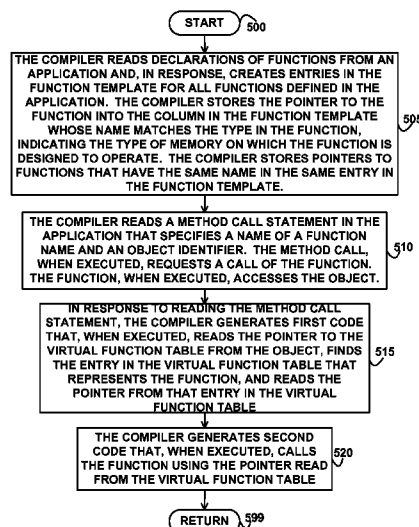 START
500
THE COMPILER READS DECLARATIONS OF FUNCTIONS FROM AN
APPLICATION AND, IN RESPONSE, CREATES ENTRIES IN THE
FUNCTION TEMPLATE FOR ALL FUNCTIONS DEFINED IN THE
APPLICATION. THE COMPILER STORES THE POINTER TO THE
FUNCTION INTO THE COLUMN IN THE FUNCTION TEMPLATE
WHOSE NAME MATCHES THE TYPE IN THE FUNCTION,
INDICATING THE TYPE OF MEMORY ON WHICH THE FUNCTION IS
DESIGNED TO OPERATE. THE COMPILER STORES POINTERS TO
FUNCTIONS THAT HAVE THE SAME NAME IN THE SAME ENTRY IN
THE FUNCTION TEMPLATE.
505
THE COMPILER READS A METHOD CALL STATEMENT IN THE
APPLICATION THAT SPECIFIES A NAME OF A FUNCTION
NAME AND AN OBJECT IDENTIFIER. THE METHOD CALL,
WHEN EXECUTED, REQUESTS A CALL OF THE FUNCTION.
THE FUNCTION, WHEN EXECUTED, ACCESSES THE OBJECT.
510
IN RESPONSE TO READING THE METHOD CALL
STATEMENT, THE COMPILER GENERATES FIRST CODE
THAT, WHEN EXECUTED, READS THE POINTER TO THE
VIRTUAL FUNCTION TABLE FROM THE OBJECT, FINDS
THE ENTRY IN THE VIRTUAL FUNCTION TABLE THAT
REPRESENTS THE FUNCTION, AND READS THE
POINTER FROM THAT ENTRY IN THE VIRTUAL
FUNCTION TABLE
515
THE COMPILER GENERATES SECOND
CODE THAT, WHEN EXECUTED, CALLS
THE FUNCTION USING THE POINTER READ
FROM THE VIRTUAL FUNCTION TABLE
520
RETURN
599